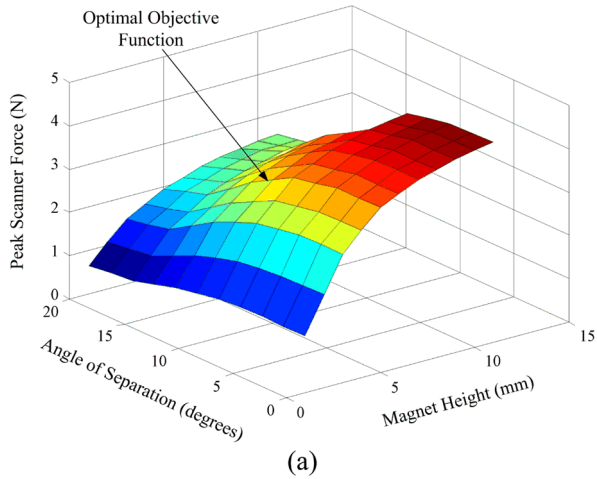 Optimal Objective
Function
5
4
3
2
1
0
Peak Scanner Force (N)
20
15
10
5
0
Angle of Separation (degrees)
0
5
10
15
Magnet Height (mm)
(a)